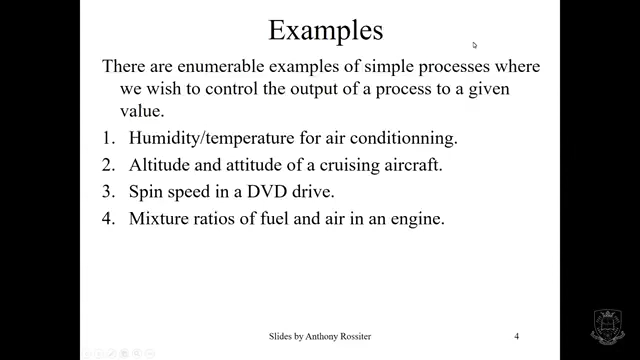 Examples
There are enumerable examples of simple processes where
we wish to control the output of a process to a given
value.
1. Humidity/temperature for air conditionning.
2. Altitude and attitude of a cruising aircraft.
3. Spin speed in a DVD drive.
4. Mixture ratios of fuel and air in an engine.
Slides by Anthony Rossiter
4